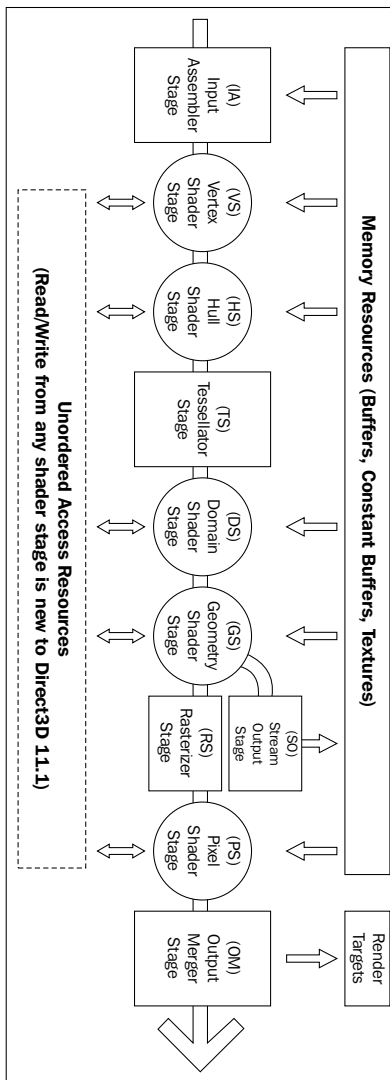 Memory Resources (Buffers, Constant Buffers, Textures)
Render
Targets
(IA)
Input
Assembler
Stage
(VS)
Vertex
Shader
Stage
(HS)
Hull
Shader
Stage
(TS)
Tessellator
Stage
(DS)
Domain
Shader
Stage
(GS)
Geometry
Shader
Stage
(SO)
Stream
Output
Stage
(RS)
Rasterizer
Stage
(PS)
Pixel
Shader
Stage
(OM)
Output
Merger
Stage
Unordered Access Resources
(Read/Write from any shader stage is new to Direct3D 11.1)